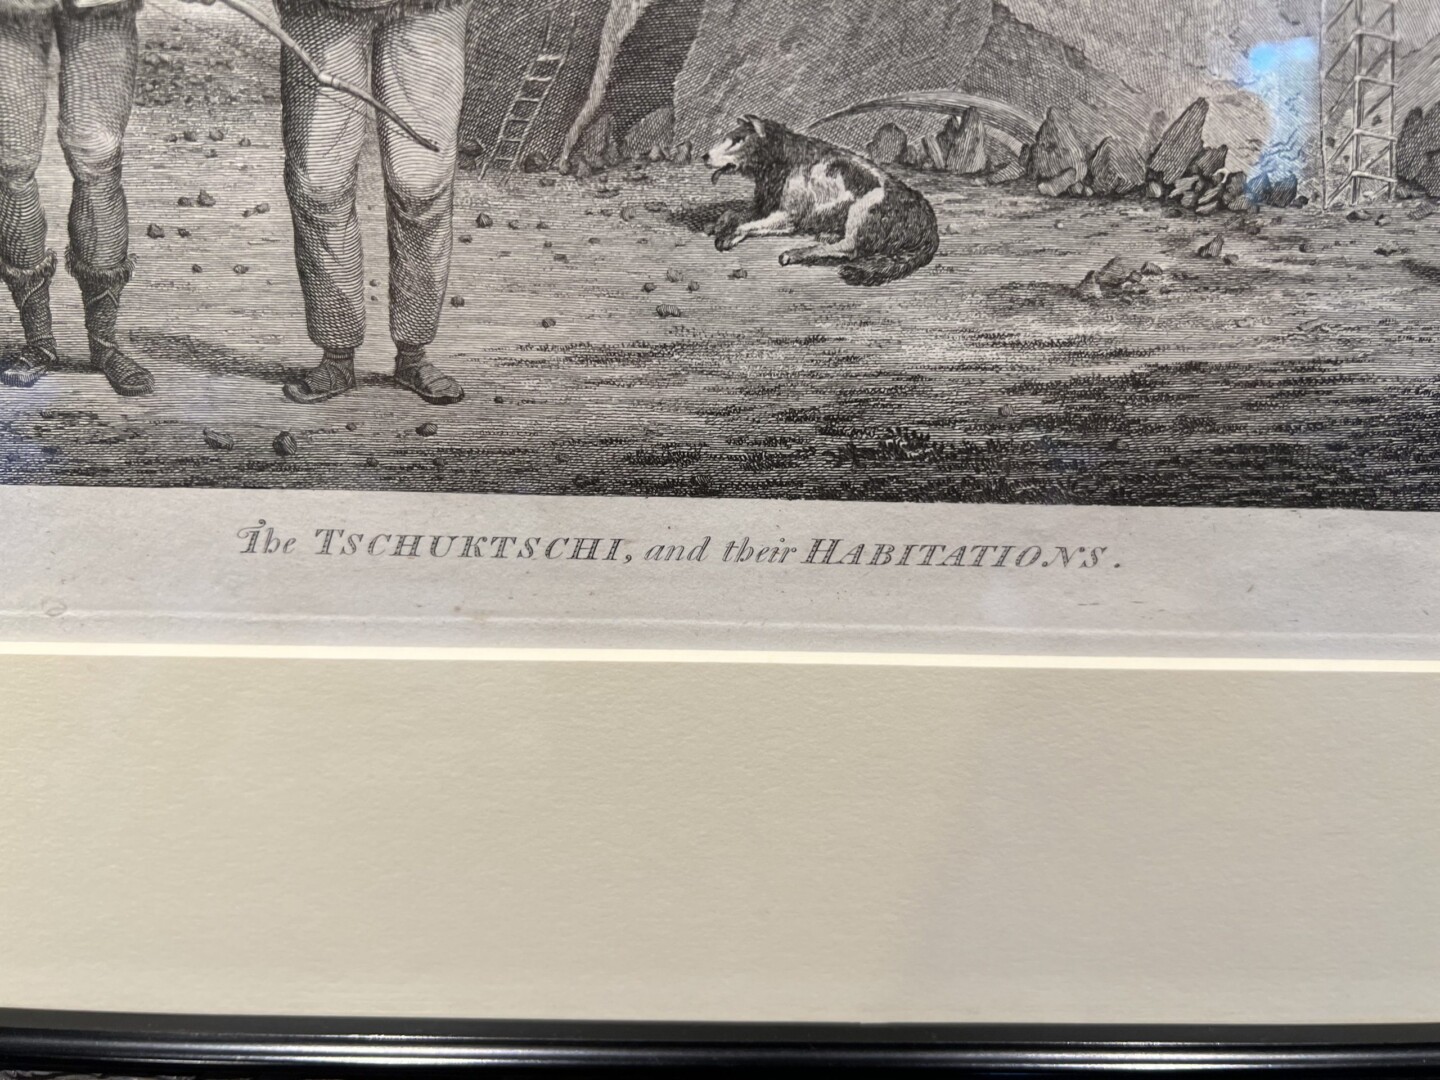 The TSCHUKTSCHI, and their HABITATIONS.